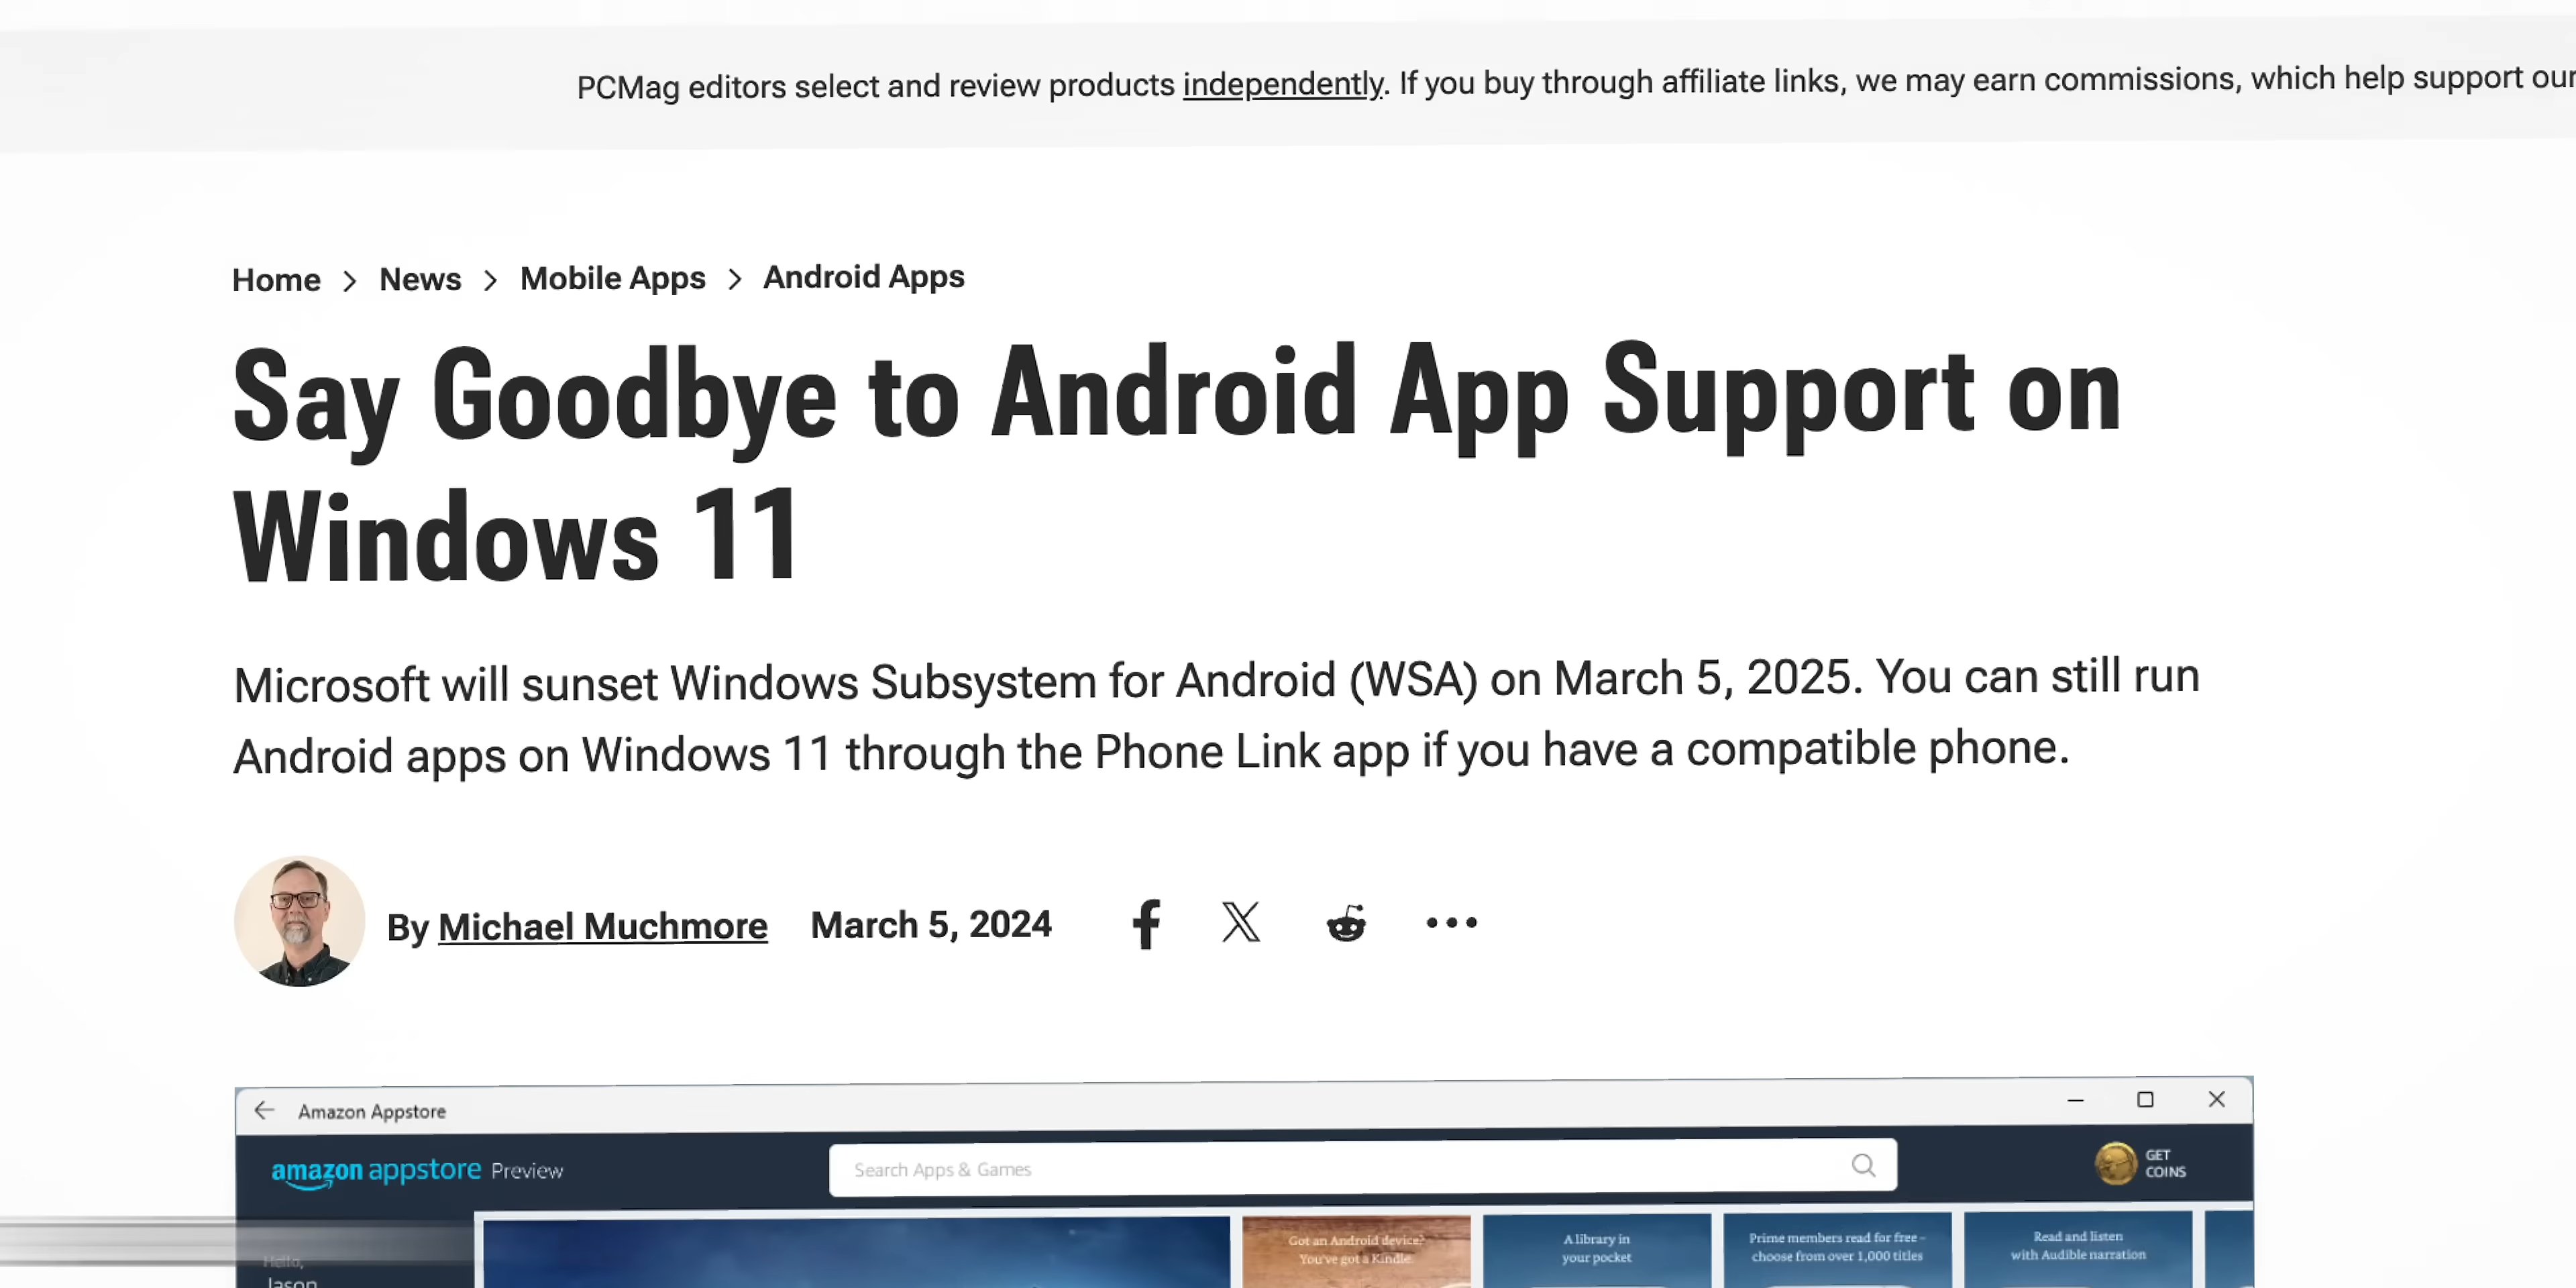 PCMag editors select and review products independently. If you buy through affiliate links, we may earn commissions, which help support our
Home > News > Mobile Apps > Android Apps
Say Goodbye to Android App Support on
Windows 11
Microsoft will sunset Windows Subsystem for Android (WSA) on March 5, 2025. You can still run
Android apps on Windows 11 through the Phone Link app if you have a compatible phone.
By Michael Muchmore March 5, 2024
Amazon Appstore
amazon appstore Preview
Search Apps & Games
GET
COINS
Hello,
Jason
Got an Android device?
You've got a Kindle.
A library in
your pocket
Prime members read for free –
choose from over 1,000 titles
Read and listen
with Audible narration